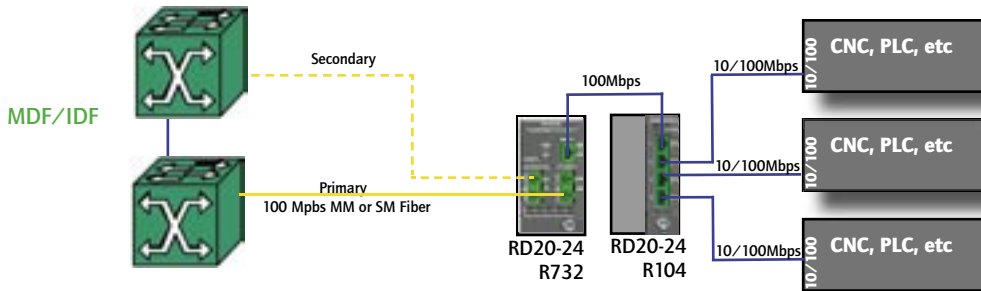 MDF/IDF
Secondary
Primary
100 Mpbs MM or SM Fiber
100Mbps
RD20-24
R732
RD20-24
R104
10/100Mbps
10/100
CNC, PLC, etc
10/100Mbps
10/100
CNC, PLC, etc
10/100Mbps
10/100
CNC, PLC, etc